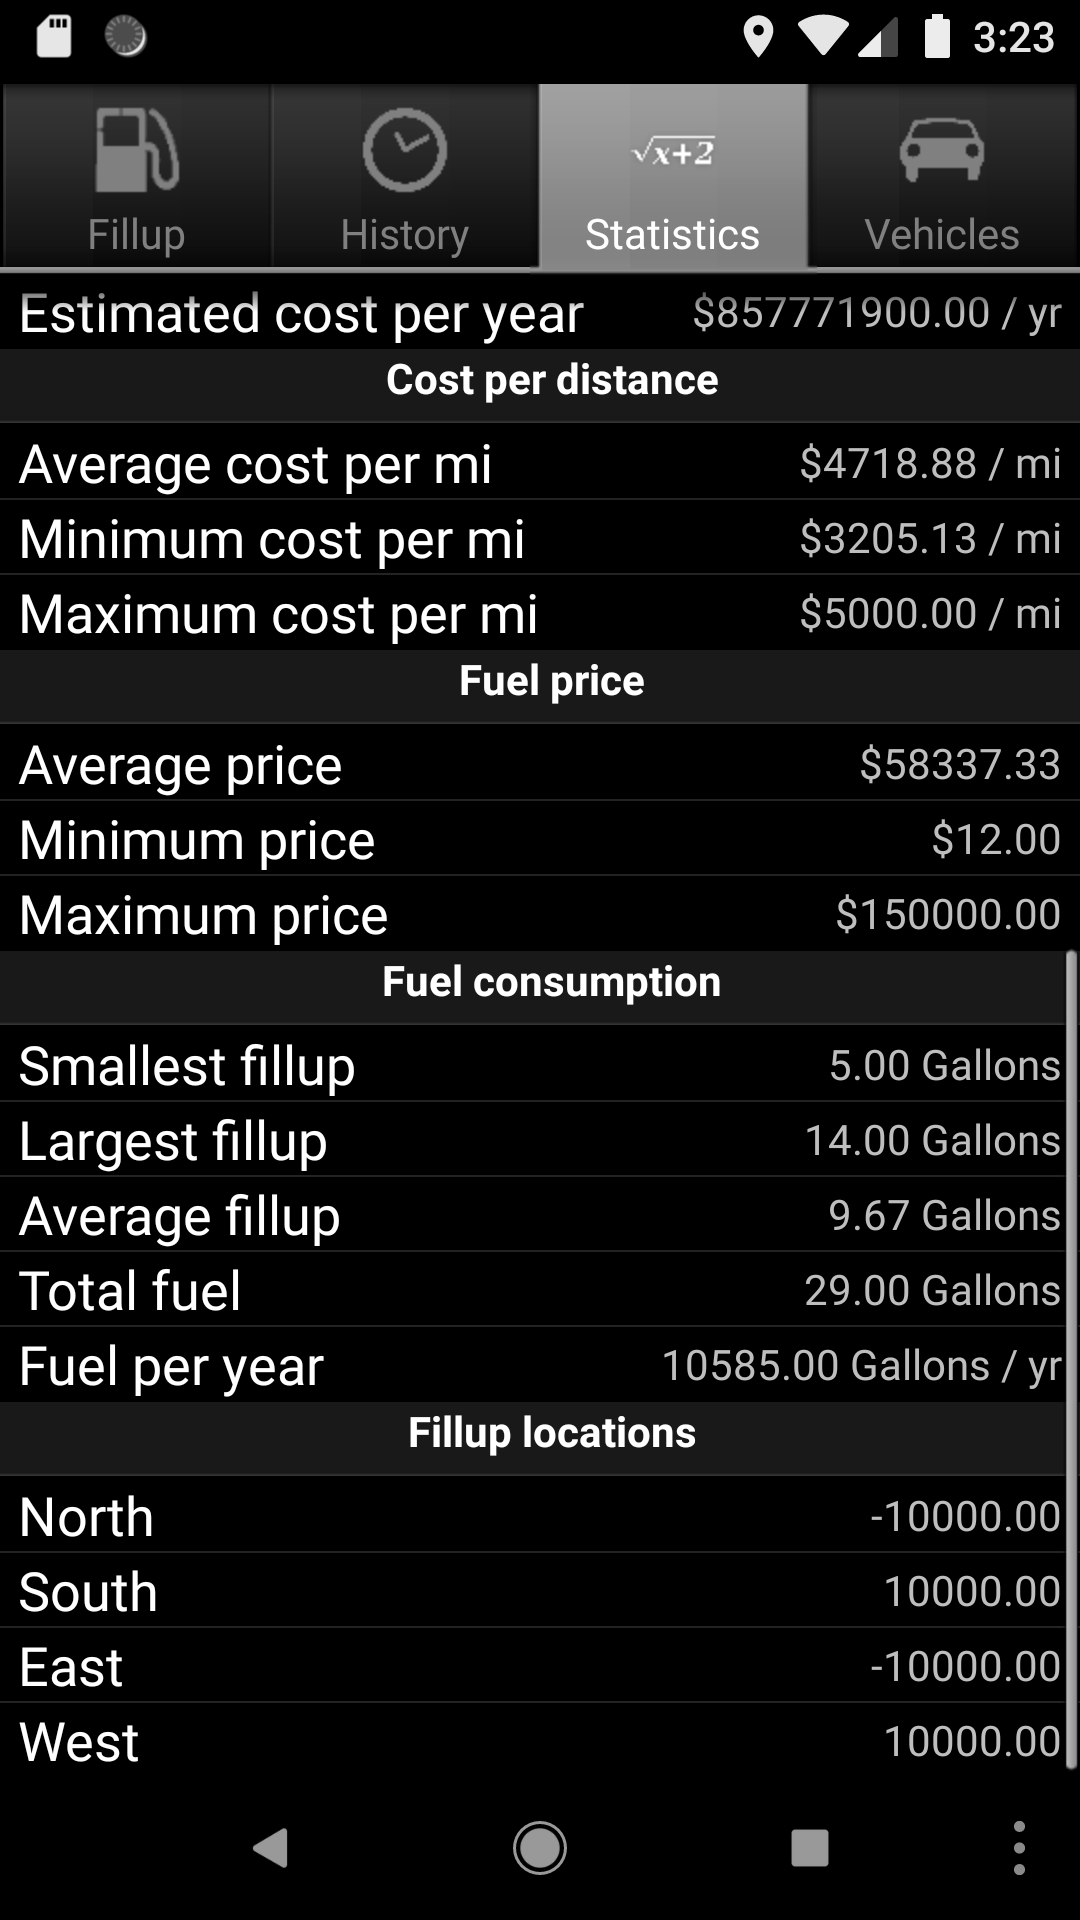 3:23
√x+2
Fillup History Statistics Vehicles
Estimated cost per year $857771900.00 / yr
Cost per distance
Average cost per mi $4718.88 / mi
Minimum cost per mi $3205.13 / mi
Maximum cost per mi $5000.00 / mi
Fuel price
Average price $58337.33
Minimum price $12.00
Maximum price $150000.00
Fuel consumption
Smallest fillup 5.00 Gallons
Largest fillup 14.00 Gallons
Average fillup 9.67 Gallons
Total fuel 29.00 Gallons
Fuel per year 10585.00 Gallons / yr
Fillup locations
North -10000.00
South 10000.00
East -10000.00
West 10000.00